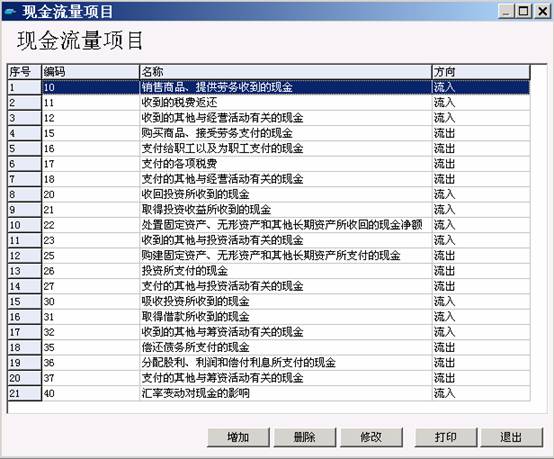 现金流量项目
现金流量项目
序号 编码 名称 方向
1 10 销售商品、提供劳务收到的现金 流入
2 11 收到的税费返还 流入
3 12 收到的其他与经营活动有关的现金 流入
4 15 购买商品、接受劳务支付的现金 流出
5 16 支付给职工以及为职工支付的现金 流出
6 17 支付的各项税费 流出
7 18 支付的其他与经营活动有关的现金 流出
8 20 收回投资所收到的现金 流入
9 21 取得投资收益所收到的现金 流入
10 22 处置固定资产、无形资产和其他长期资产所收回的现金净额 流入
11 23 收到的其他与投资活动有关的现金 流入
12 25 购建固定资产、无形资产和其他长期资产所支付的现金 流出
13 26 投资所支付的现金 流出
14 27 支付的其他与投资活动有关的现金 流出
15 30 吸收投资所收到的现金 流入
16 31 取得借款所收到的现金 流入
17 32 收到的其他与筹资活动有关的现金 流入
18 35 偿还债务所支付的现金 流出
19 36 分配股利、利润和偿付利息所支付的现金 流出
20 37 支付的其他与筹资活动有关的现金 流出
21 40 汇率变动对现金的影响 流入
增加 删除 修改 打印 退出